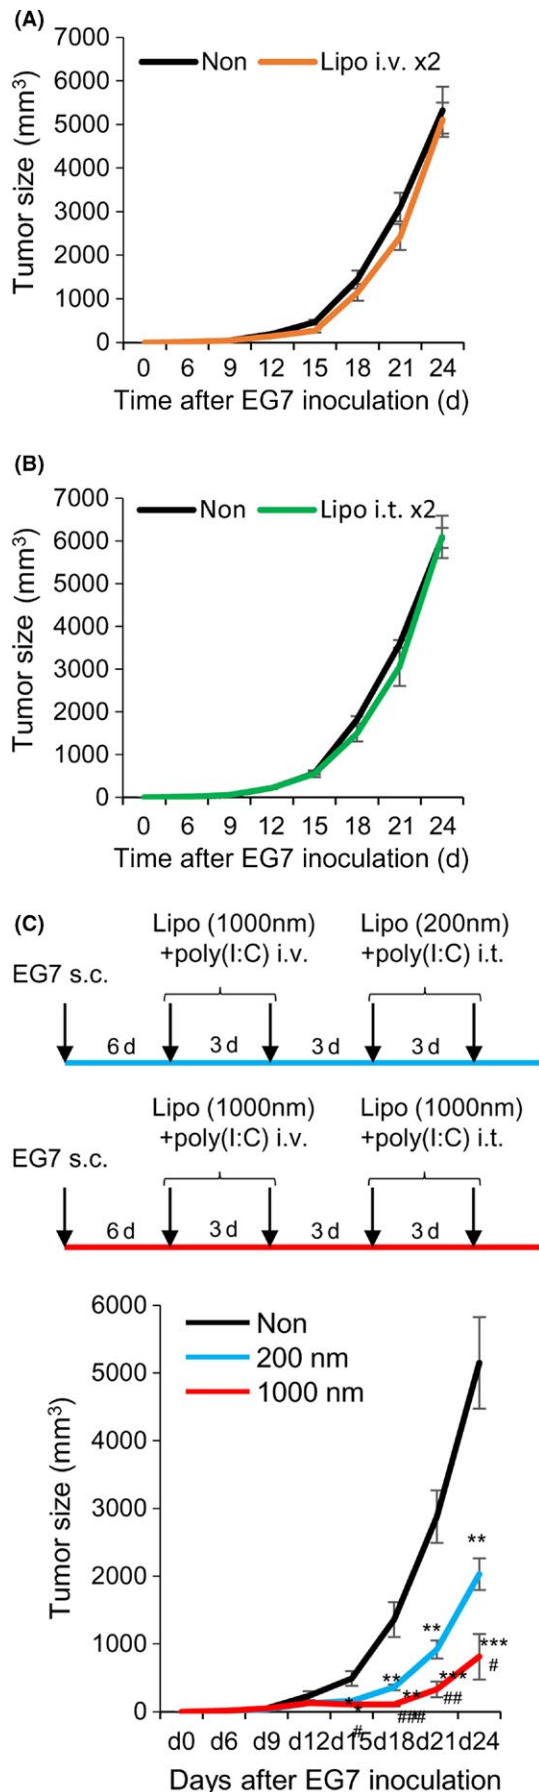 (A)
7000
6000
5000
4000
3000
2000
1000
0
Tumor size (mm³)
Non
Lipo i.v. x2
0 6 9 12 15 18 21 24
Time after EG7 inoculation (d)
(B)
7000
6000
5000
4000
3000
2000
1000
0
Tumor size (mm³)
Non
Lipo i.t. x2
0 6 9 12 15 18 21 24
Time after EG7 inoculation (d)
(C)
Lipo (1000nm)
+poly(I:C) i.v.
Lipo (200nm)
+poly(I:C) i.t.
EG7 s.c.
6 d 3 d 3 d 3 d
Lipo (1000nm)
+poly(I:C) i.v.
Lipo (1000nm)
+poly(I:C) i.t.
EG7 s.c.
6 d 3 d 3 d 3 d
6000
5000
4000
3000
2000
1000
0
Tumor size (mm³)
Non
200 nm
1000 nm
**
**
***
#
**
***
##
**
*
*
#
d0 d6 d9 d12 d15 d18 d21 d24
Days after EG7 inoculation